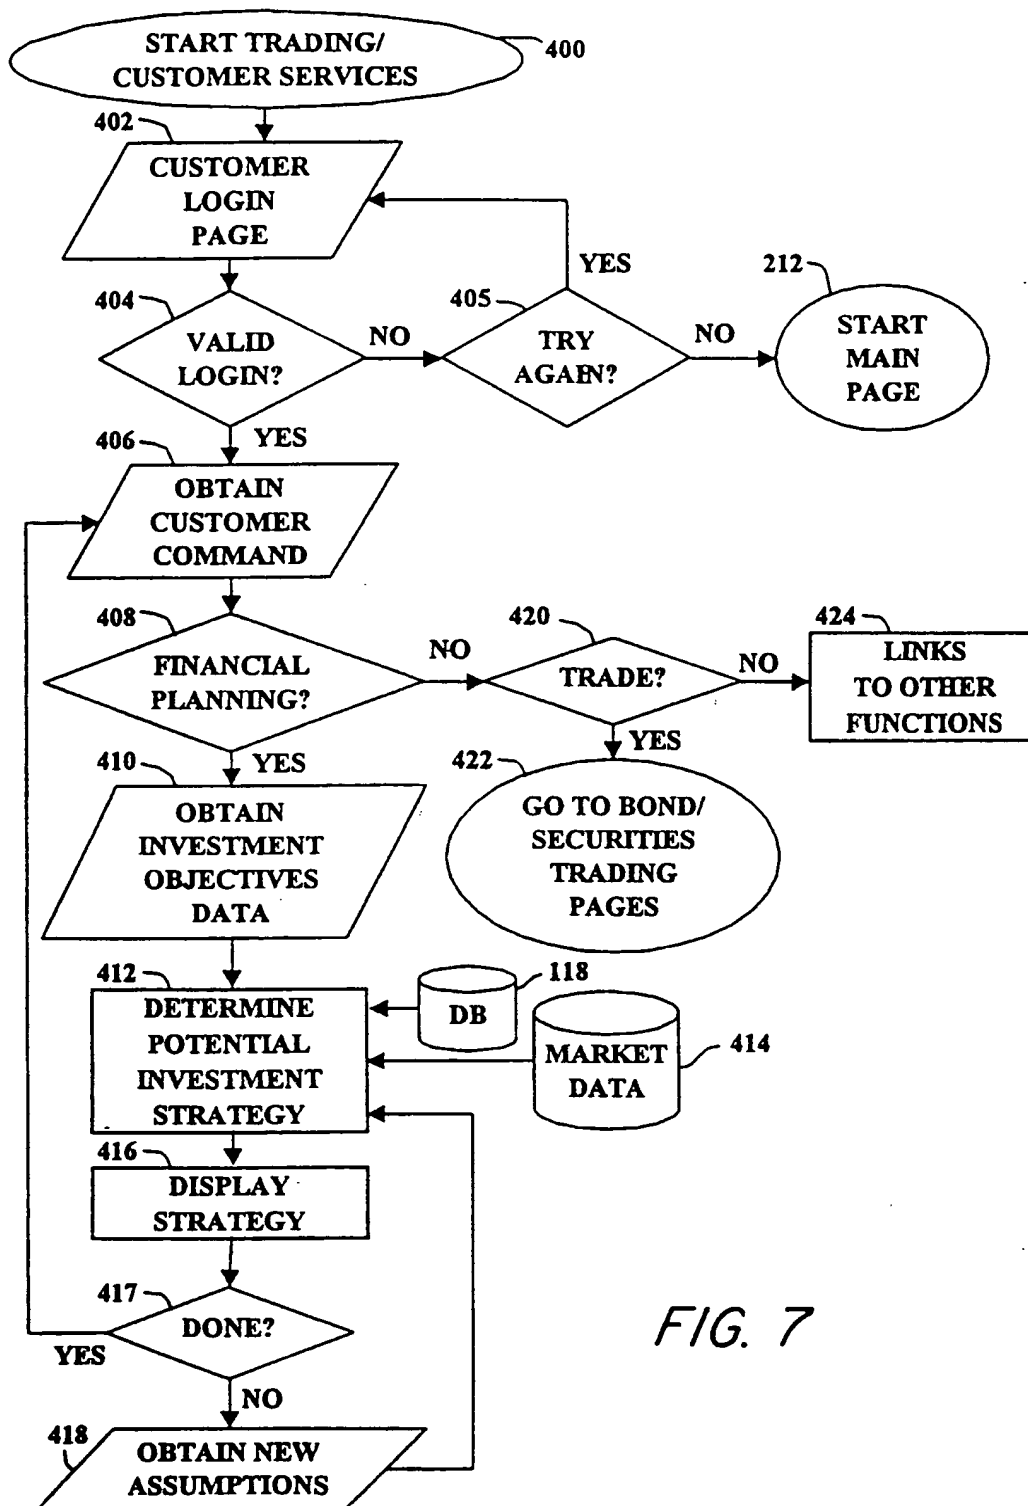 START TRADING/
CUSTOMER SERVICES
400
402
CUSTOMER
LOGIN
PAGE
YES
212
404
VALID
LOGIN?
NO
405
TRY
AGAIN?
NO
START
MAIN
PAGE
YES
406
OBTAIN
CUSTOMER
COMMAND
408
FINANCIAL
PLANNING?
NO
420
TRADE?
NO
424
LINKS
TO OTHER
FUNCTIONS
YES
YES
410
OBTAIN
INVESTMENT
OBJECTIVES
DATA
422
GO TO BOND/
SECURITIES
TRADING
PAGES
412
DETERMINE
POTENTIAL
INVESTMENT
STRATEGY
118
DB
MARKET
DATA
414
416
DISPLAY
STRATEGY
417
DONE?
YES
NO
418
OBTAIN NEW
ASSUMPTIONS
FIG. 7